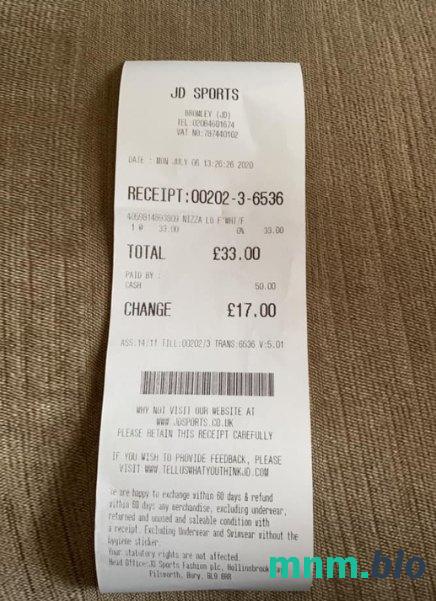 JD SPORTS
BROMLEY (JD)
TEL:02084601674
VAT NO:787440102
DATE : MON JULY 06 13:26:26 2020
RECEIPT:00202-3-6536
4059814893809 NIZZA LO F WHT/F
1 @ 33.00 0% 33.00
TOTAL £33.00
PAID BY :
CASH 50.00
CHANGE £17.00
ASS:14/11 TILL:00202/3 TRANS:6536 V:5.01
WHY NOT VISIT OUR WEBSITE AT
WWW.JDSPORTS.CO.UK
PLEASE RETAIN THIS RECEIPT CAREFULLY
IF YOU WISH TO PROVIDE FEEDBACK, PLEASE
VISIT WWW.TELLUSWHATYOUTHINKJD.COM
We are happy to exchange within 60 days & refund
within 60 days any merchandise, excluding underwear,
returned and unused and saleable condition with
a receipt. Excluding Underwear and Swimwear without the
hygiene sticker.
Your statutory rights are not affected.
Head Office:JD Sports Fashion plc, Hollinsbrook
Pilsworth, Bury, BL9 8RR
mnm.blo